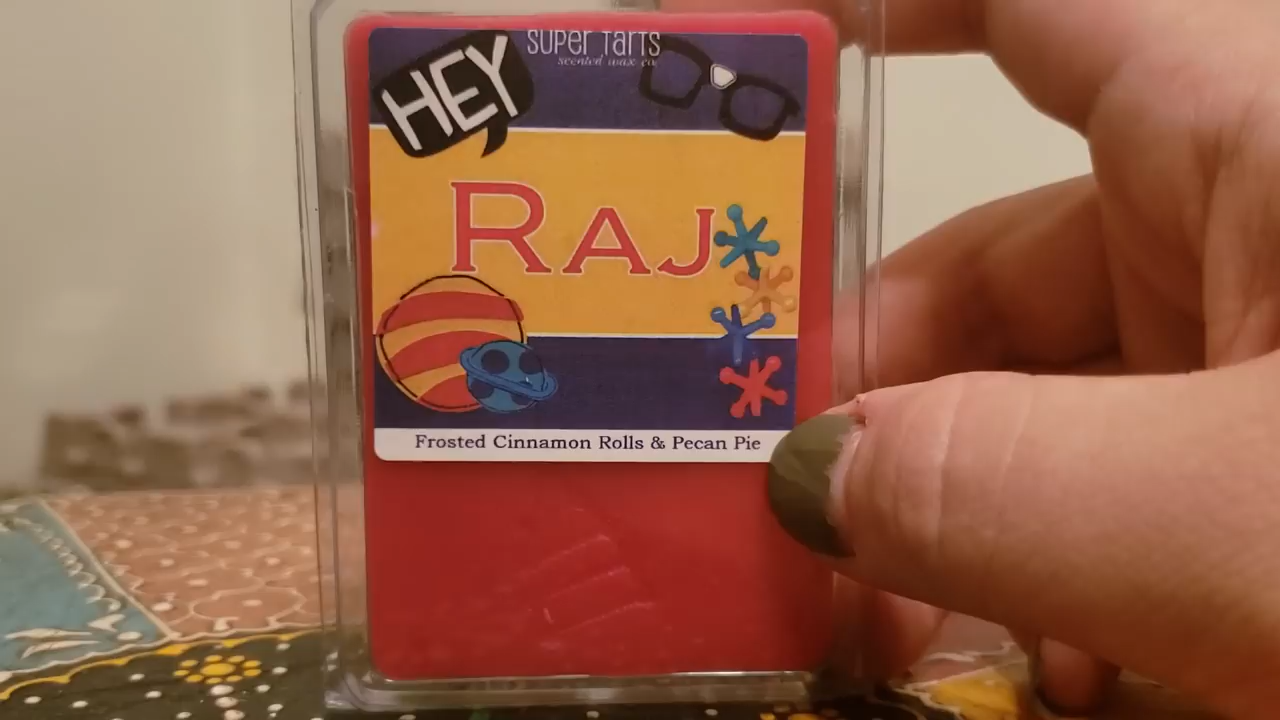 SUPER TARTS
scented wax co
HEY
RAJ
Frosted Cinnamon Rolls & Pecan Pie